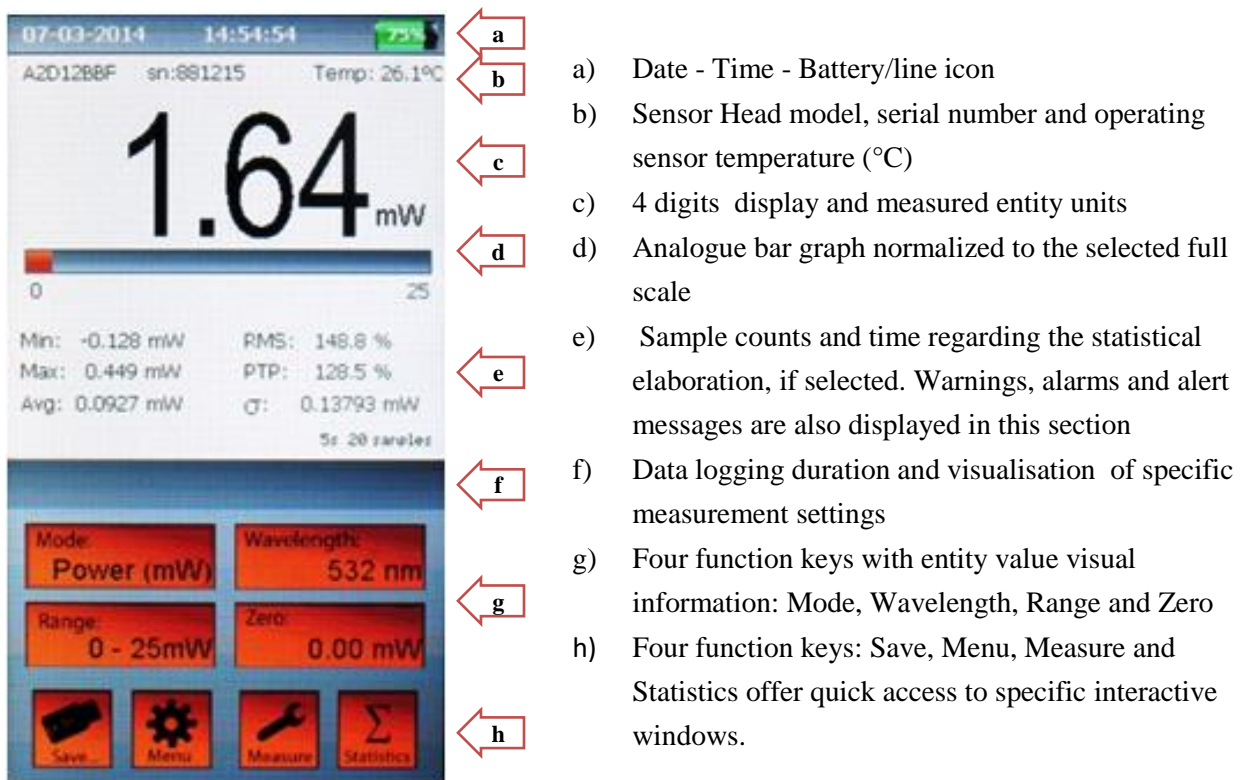 07-03-2014 14:54:54 75%
A2D12BBF sn:881215 Temp: 26.1ºC
1.64 mW
0 25
Min: -0.128 mW RMS: 148.8 %
Max: 0.449 mW PTP: 128.5 %
Avg: 0.0927 mW σ: 0.13793 mW
5s 20 samples
Mode: Wavelength:
Power (mW) 532 nm
Range: Zero:
0 - 25mW 0.00 mW
Save... Menu Measure Statistics
a
b
c
d
e
f
g
h
a) Date - Time - Battery/line icon
b) Sensor Head model, serial number and operating
sensor temperature (°C)
c) 4 digits display and measured entity units
d) Analogue bar graph normalized to the selected full
scale
e) Sample counts and time regarding the statistical
elaboration, if selected. Warnings, alarms and alert
messages are also displayed in this section
f) Data logging duration and visualisation of specific
measurement settings
g) Four function keys with entity value visual
information: Mode, Wavelength, Range and Zero
h) Four function keys: Save, Menu, Measure and
Statistics offer quick access to specific interactive
windows.